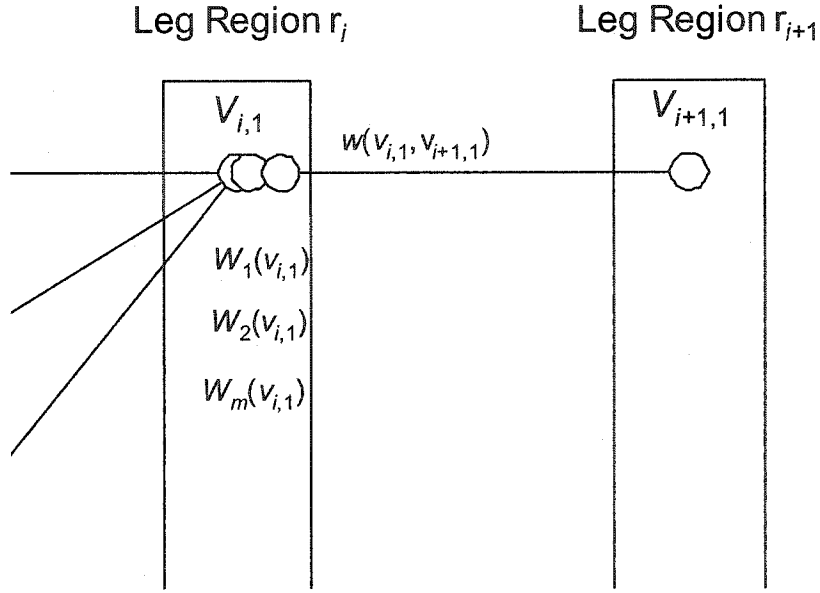 Leg Region r_i
Leg Region r_{i+1}
V_{i,1}
V_{i+1,1}
w(v_{i,1}, v_{i+1,1})
W_1(v_{i,1})
W_2(v_{i,1})
W_m(v_{i,1})